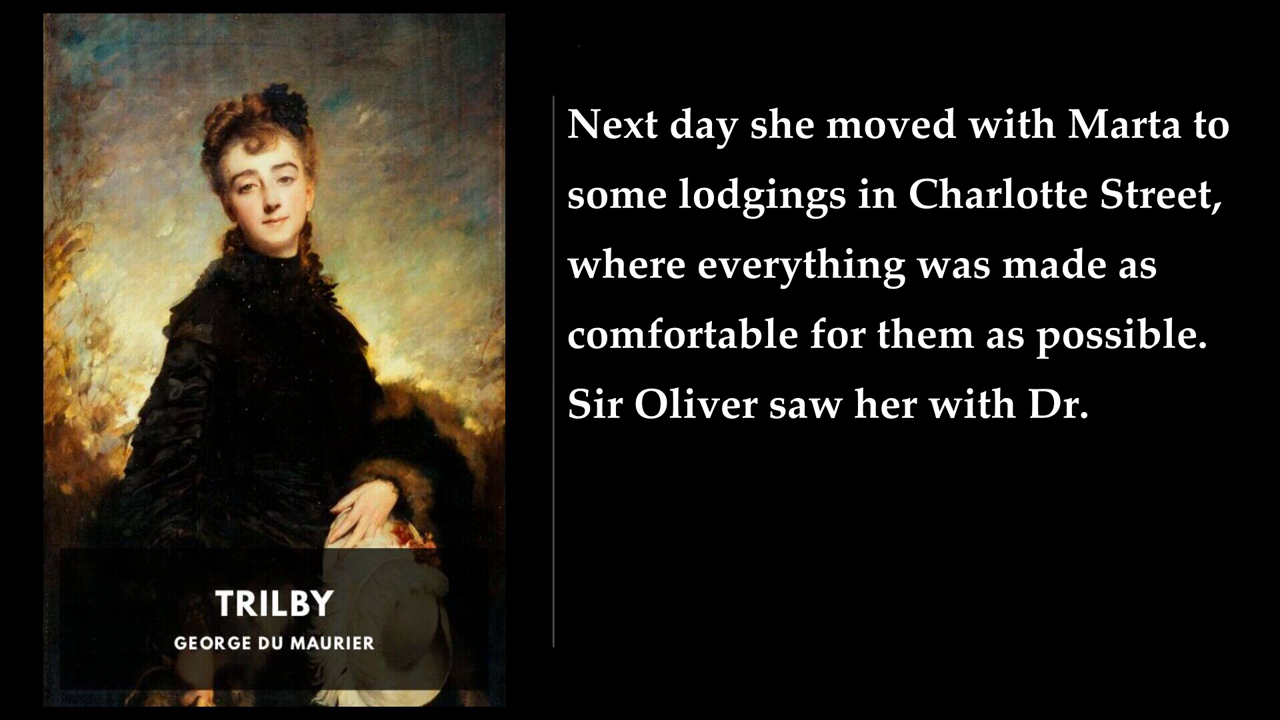 TRILBY
GEORGE DU MAURIER
Next day she moved with Marta to
some lodgings in Charlotte Street,
where everything was made as
comfortable for them as possible.
Sir Oliver saw her with Dr.